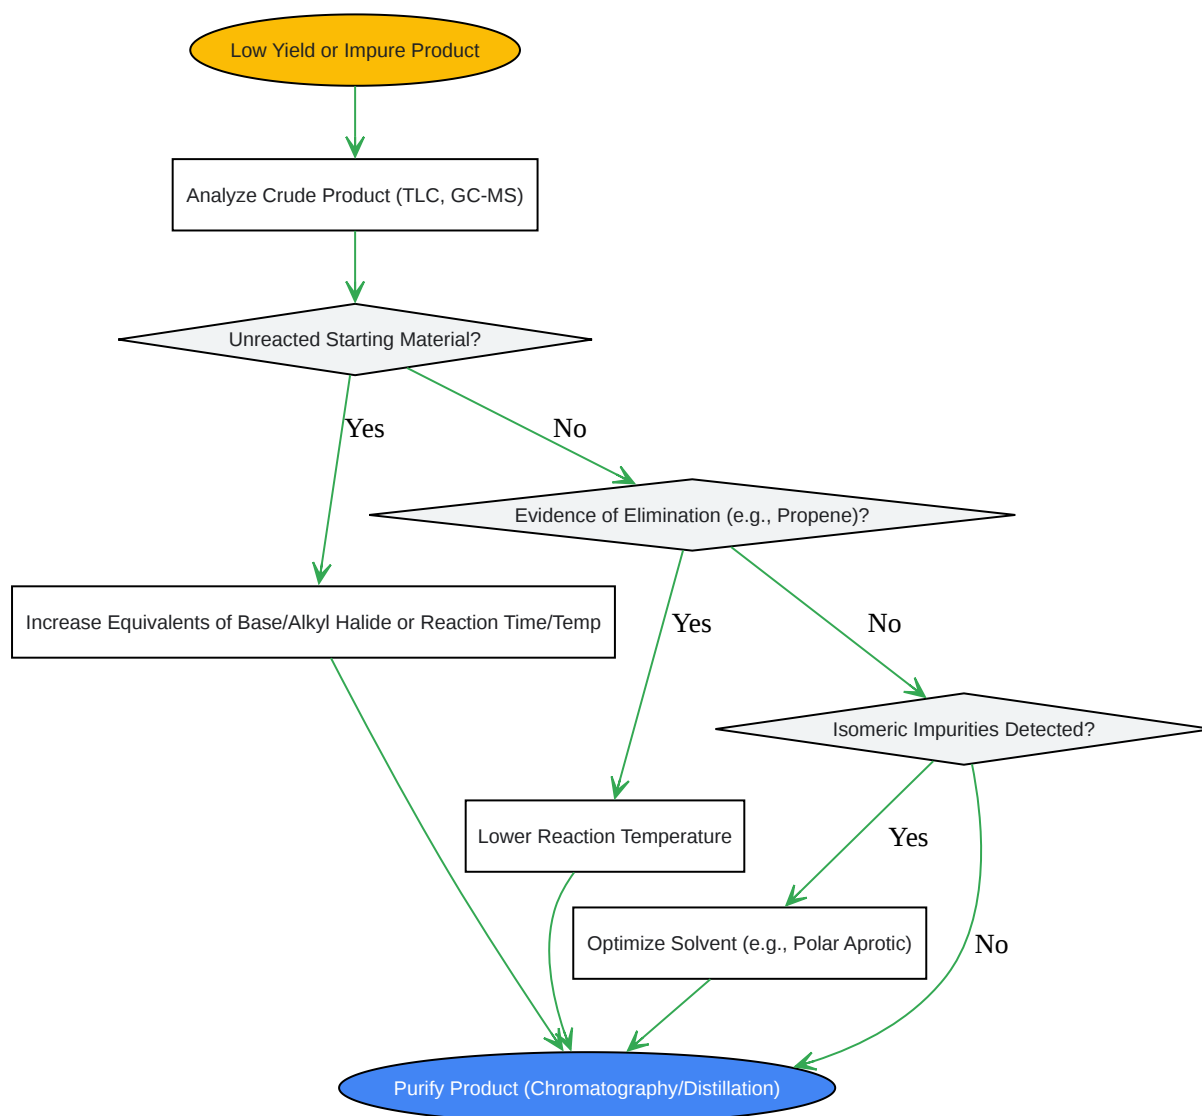 Low Yield or Impure Product
Analyze Crude Product (TLC, GC-MS)
Unreacted Starting Material?
Yes
No
Evidence of Elimination (e.g., Propene)?
Increase Equivalents of Base/Alkyl Halide or Reaction Time/Temp
Yes
No
Isomeric Impurities Detected?
Lower Reaction Temperature
Yes
Optimize Solvent (e.g., Polar Aprotic)
No
Purify Product (Chromatography/Distillation)